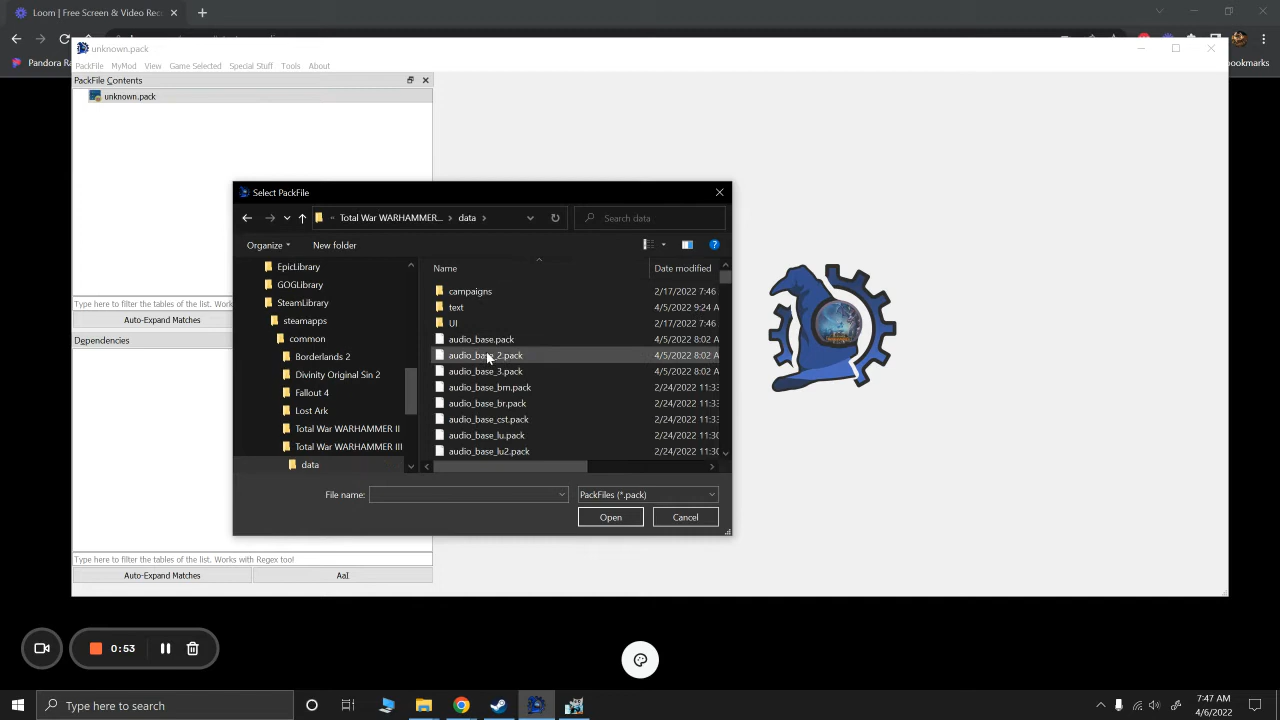 Loom | Free Screen & Video Rec
unknown.pack
Pandora Ra
ookmarks
PackFile MyMod View Game Selected Special Stuff Tools About
PackFile Contents
unknown.pack
Select PackFile
« Total War WARHAMMER... > data >
Search data
Organize
New folder
EpicLibrary
GOGLibrary
SteamLibrary
steamapps
common
Borderlands 2
Divinity Original Sin 2
Fallout 4
Lost Ark
Total War WARHAMMER II
Total War WARHAMMER III
data
Name Date modified
campaigns 2/17/2022 7:46
text 4/5/2022 9:24 A
UI 2/17/2022 7:46
audio_base.pack 4/5/2022 8:02 A
audio_base_2.pack 4/5/2022 8:02 A
audio_base_3.pack 4/5/2022 8:02 A
audio_base_bm.pack 2/24/2022 11:33
audio_base_br.pack 2/24/2022 11:33
audio_base_cst.pack 2/24/2022 11:33
audio_base_lu.pack 2/24/2022 11:30
audio_base_lu2.pack 2/24/2022 11:30
File name:
PackFiles (*.pack)
Open Cancel
Type here to filter the tables of the list. Work
Auto-Expand Matches
Dependencies
Type here to filter the tables of the list. Works with Regex too!
Auto-Expand Matches AaI
0:53
Type here to search
7:47 AM
4/6/2022